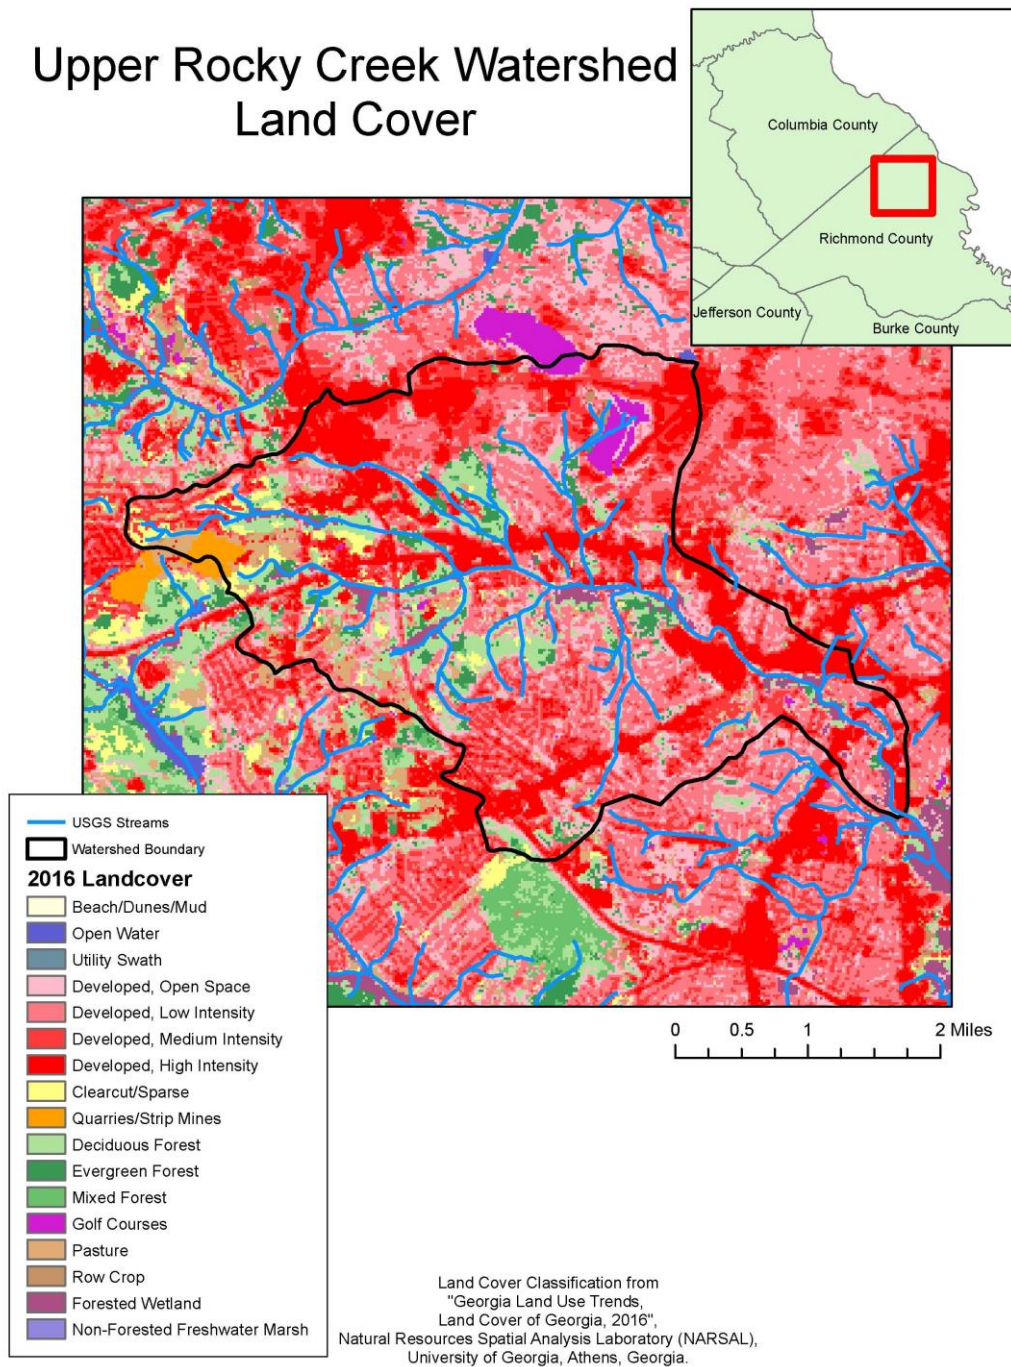 Upper Rocky Creek Watershed
Land Cover
Columbia County
Richmond County
Jefferson County
Burke County
USGS Streams
Watershed Boundary
2016 Landcover
Beach/Dunes/Mud
Open Water
Utility Swath
Developed, Open Space
Developed, Low Intensity
Developed, Medium Intensity
Developed, High Intensity
Clearcut/Sparse
Quarries/Strip Mines
Deciduous Forest
Evergreen Forest
Mixed Forest
Golf Courses
Pasture
Row Crop
Forested Wetland
Non-Forested Freshwater Marsh
0 0.5 1 2 Miles
Land Cover Classification from
"Georgia Land Use Trends,
Land Cover of Georgia, 2016",
Natural Resources Spatial Analysis Laboratory (NARSAL),
University of Georgia, Athens, Georgia.